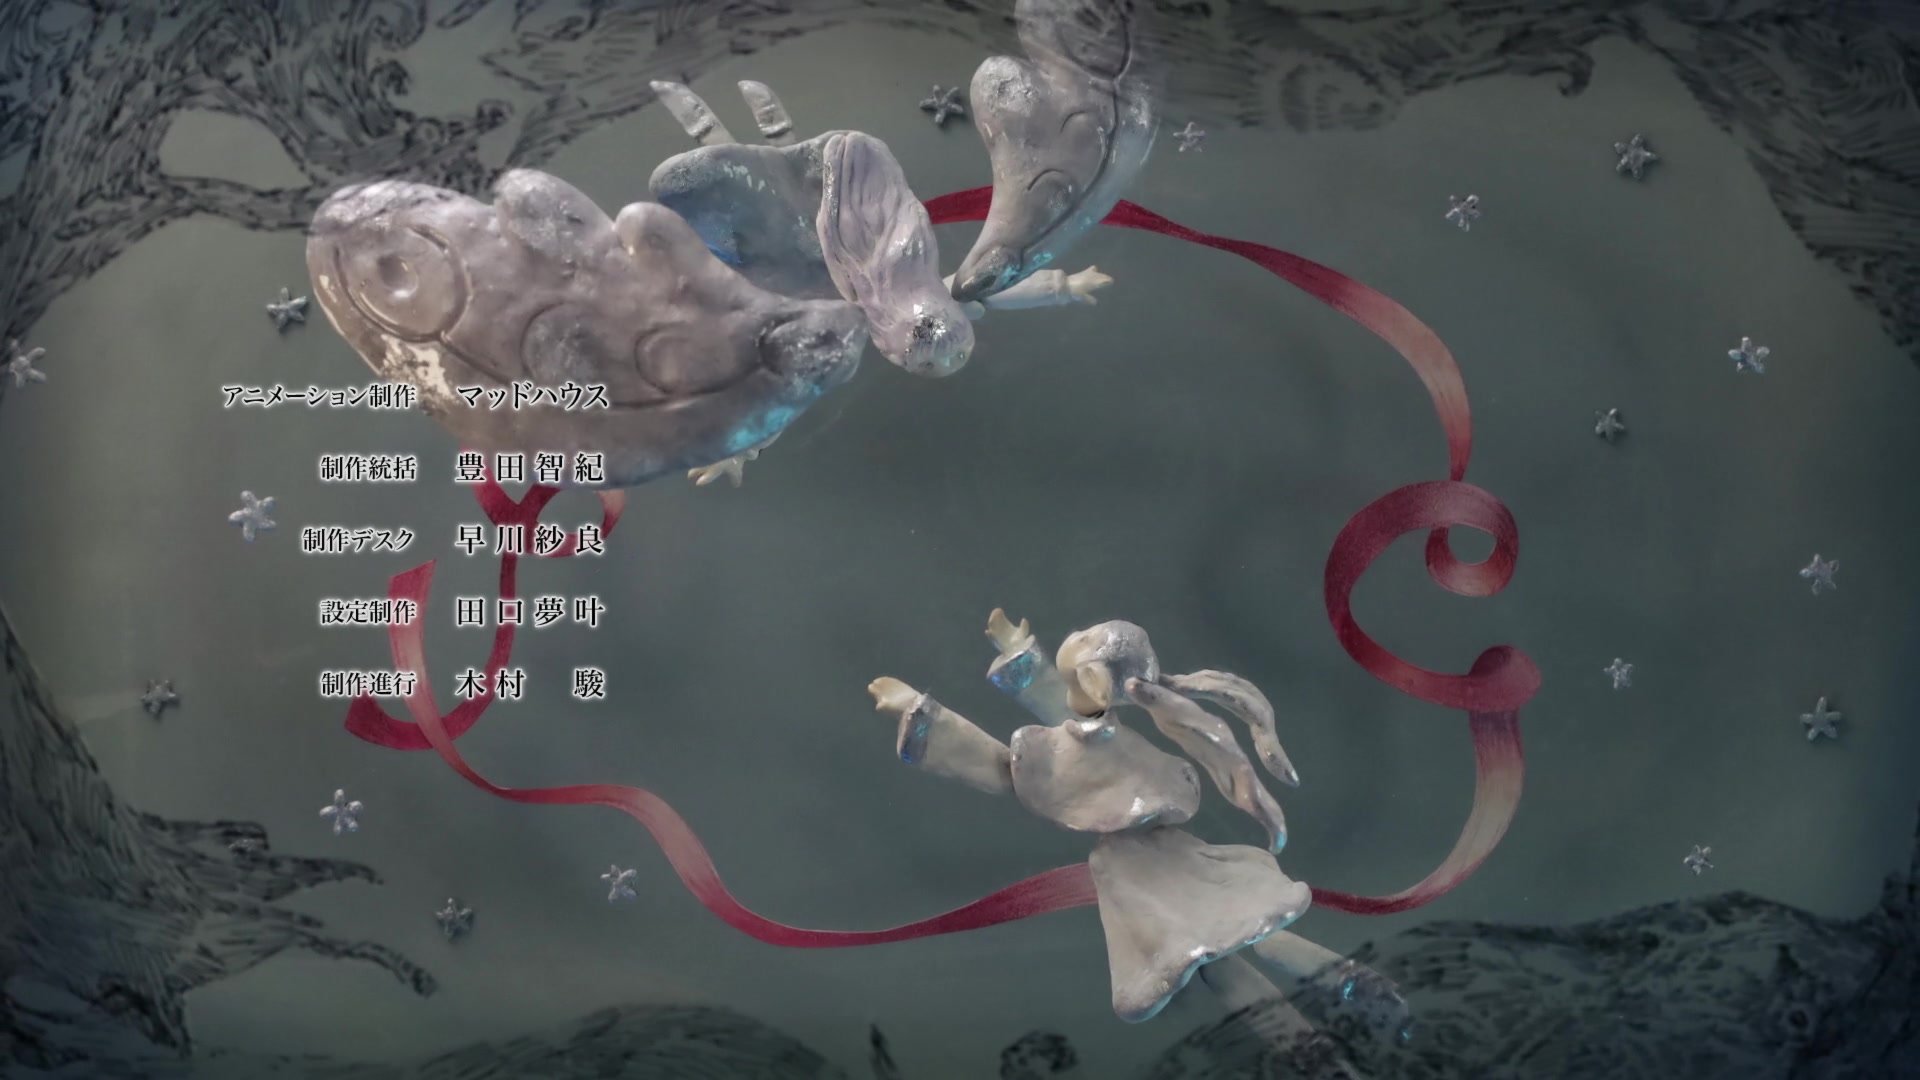 アニメーション制作 マッドハウス
制作統括 豊田智紀
制作デスク 早川紗良
設定制作 田口夢叶
制作進行 木村 駿